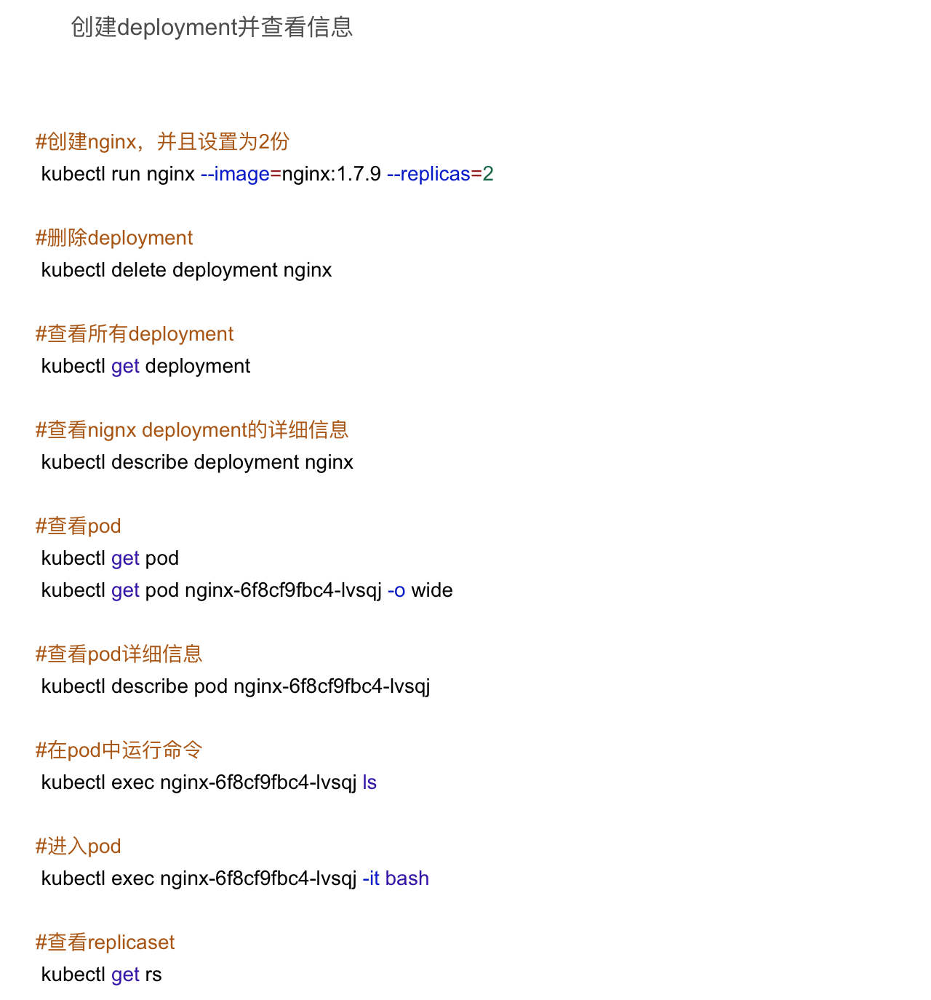 创建deployment并查看信息
#创建nginx，并且设置为2份
kubectl run nginx --image=nginx:1.7.9 --replicas=2
#删除deployment
kubectl delete deployment nginx
#查看所有deployment
kubectl get deployment
#查看nignx deployment的详细信息
kubectl describe deployment nginx
#查看pod
kubectl get pod
kubectl get pod nginx-6f8cf9fbc4-lvsqj -o wide
#查看pod详细信息
kubectl describe pod nginx-6f8cf9fbc4-lvsqj
#在pod中运行命令
kubectl exec nginx-6f8cf9fbc4-lvsqj ls
#进入pod
kubectl exec nginx-6f8cf9fbc4-lvsqj -it bash
#查看replicaset
kubectl get rs